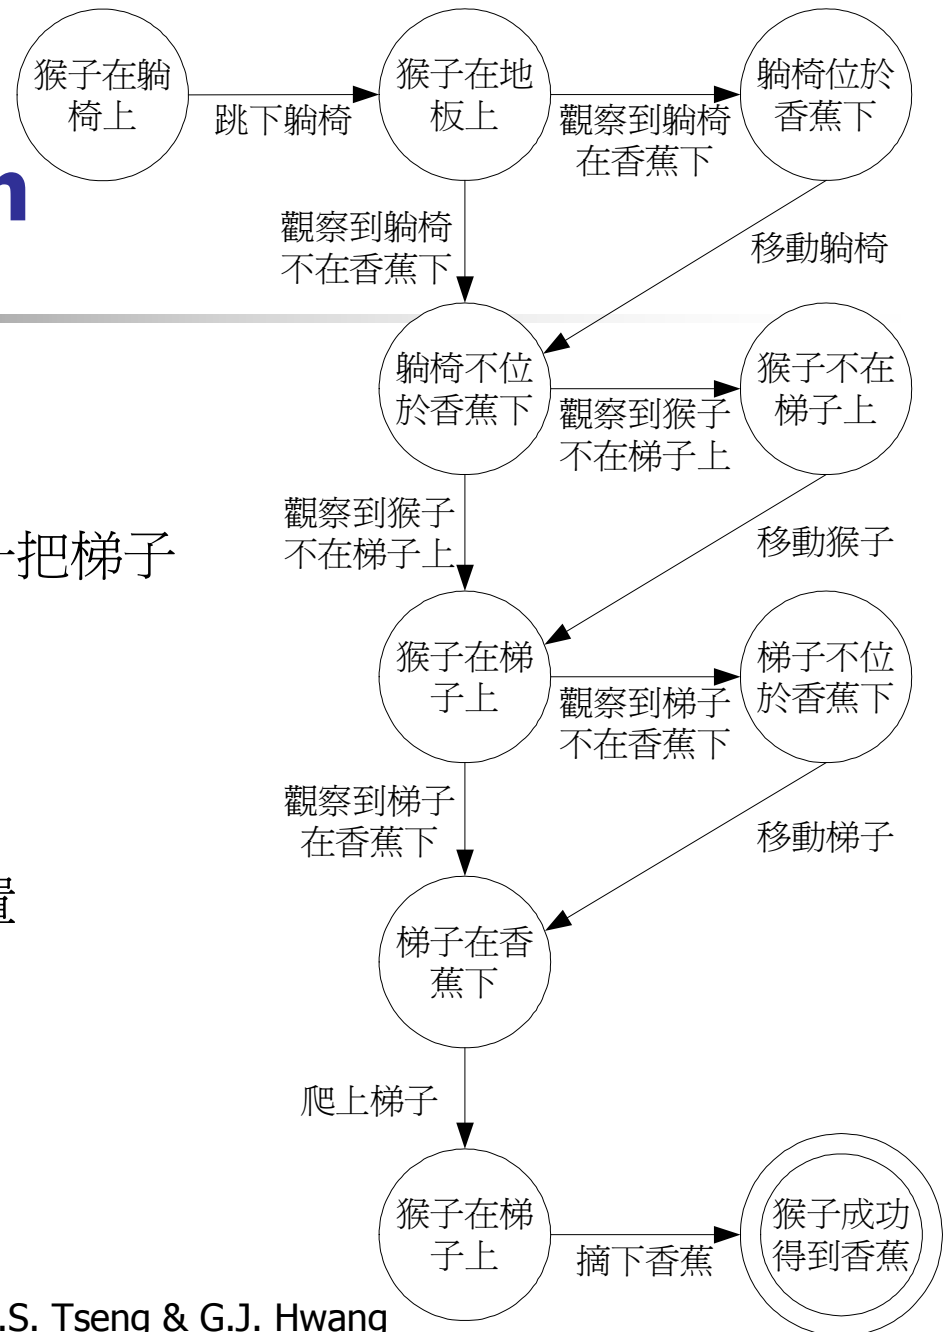 猴子在躺
椅上
跳下躺椅
猴子在地
板上
觀察到躺椅
在香蕉下
躺椅位於
香蕉下
n
觀察到躺椅
不在香蕉下
移動躺椅
躺椅不位
於香蕉下
觀察到猴子
不在梯子上
猴子不在
梯子上
觀察到猴子
不在梯子上
移動猴子
把梯子
猴子在梯
子上
觀察到梯子
不在香蕉下
梯子不位
於香蕉下
觀察到梯子
在香蕉下
移動梯子
置
梯子在香
蕉下
爬上梯子
猴子在梯
子上
摘下香蕉
猴子成功
得到香蕉
.S. Tseng & G.J. Hwang